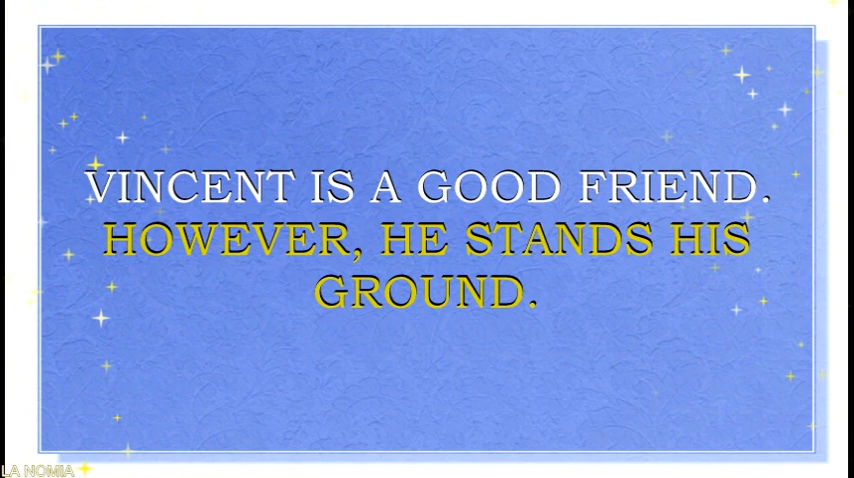 VINCENT IS A GOOD FRIEND.
HOWEVER, HE STANDS HIS
GROUND.
LA NOMIA